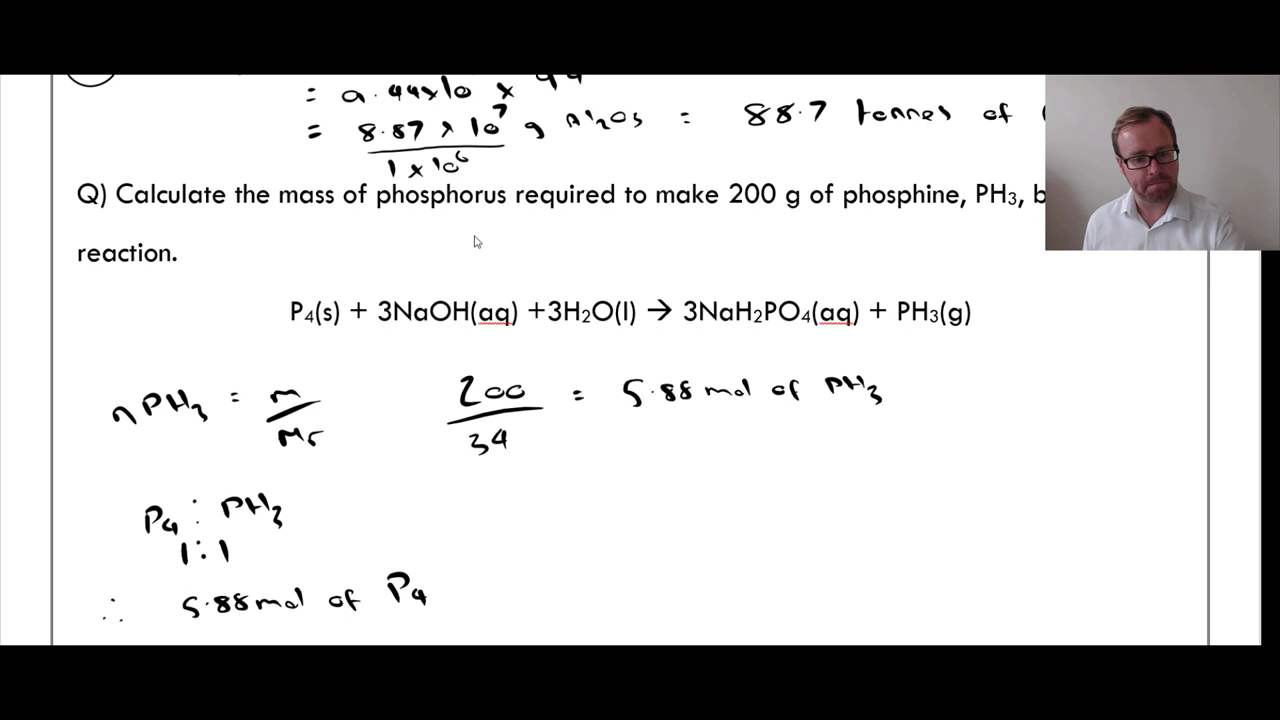 = 9.44x10 x
= 8.87 x 10⁷ g Al2O3 = 88.7 tonnes of
1 x 10⁶
Q) Calculate the mass of phosphorus required to make 200 g of phosphine, PH₃, b
reaction.
P₄(s) + 3NaOH(aq) +3H₂O(l) → 3NaH₂PO₄(aq) + PH₃(g)
nPH₃ = m 200 = 5.88 mol of PH₃
Mr 34
P₄ : PH₃
1 : 1
∴ 5.88 mol of P₄